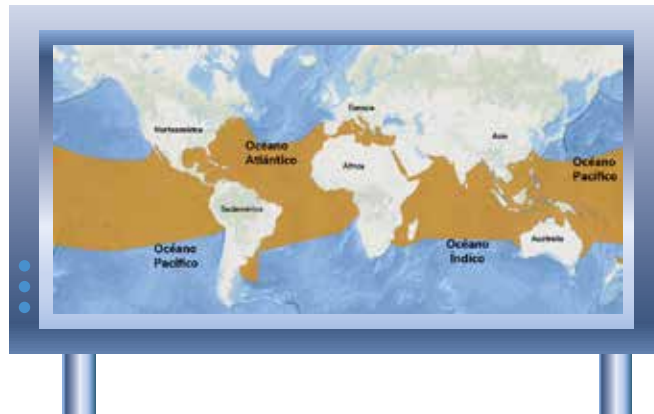 Norteamérica
Europa
Asia
Océano
Atlántico
África
Océano
Pacífico
Sudamérica
Océano
Pacífico
Océano
Índico
Australia